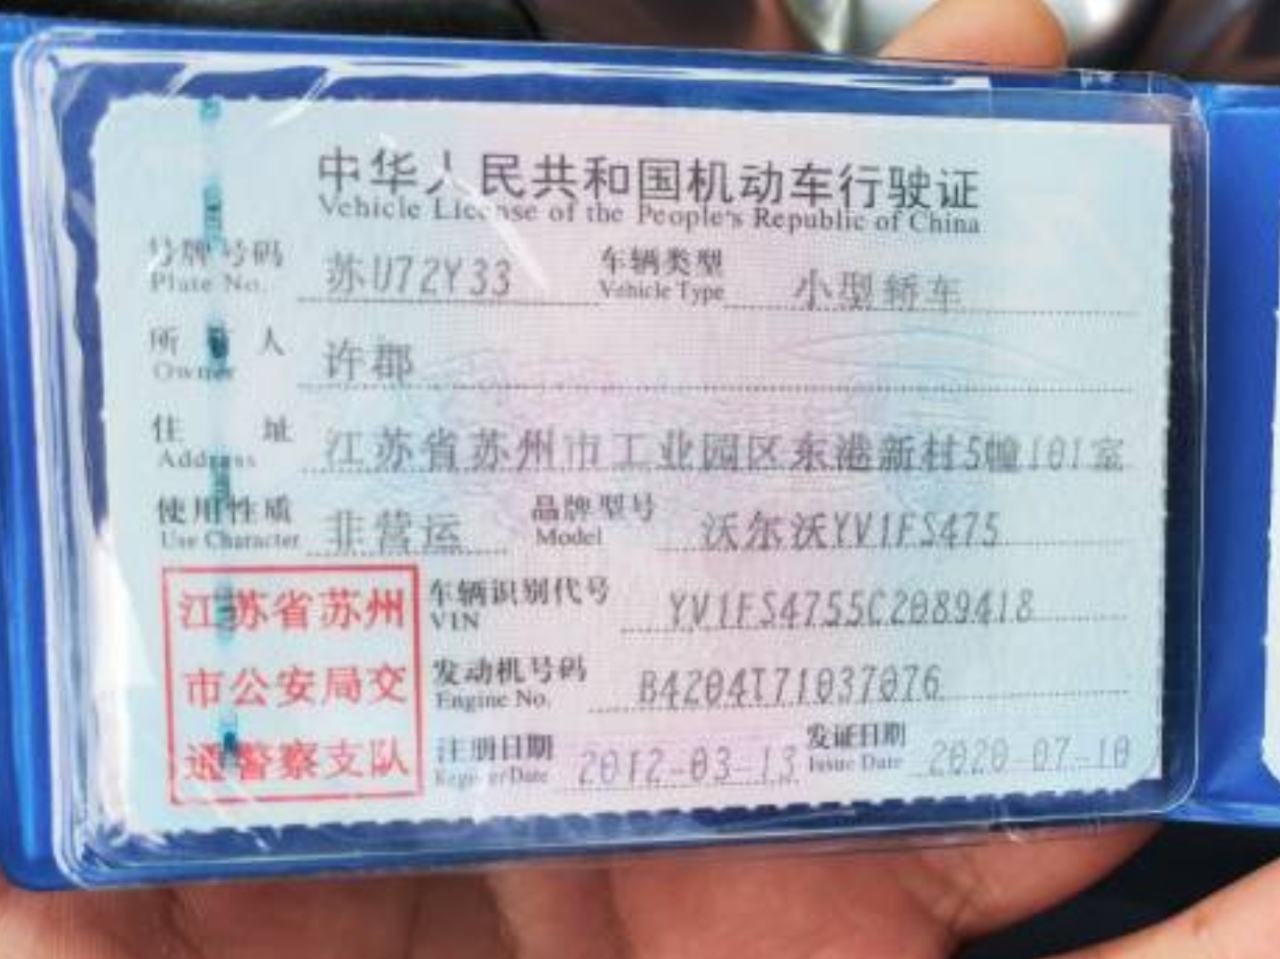 中华人民共和国机动车行驶证
Vehicle License of the People's Republic of China
号牌号码 苏U72Y33 车辆类型 小型轿车
Plate No. Vehicle Type
所 人 许郡
Owner
住 址 江苏省苏州市工业园区东港新村5幢101室
Address
使用性质 非营运 品牌型号 沃尔沃YV1FS475
Use Character Model
江苏省苏州
市公安局交
通警察支队
车辆识别代号 YV1FS4755C2089418
VIN
发动机号码 B4204T71037076
Engine No.
注册日期 2012-03-13 发证日期 2020-07-10
Register Date Issue Date